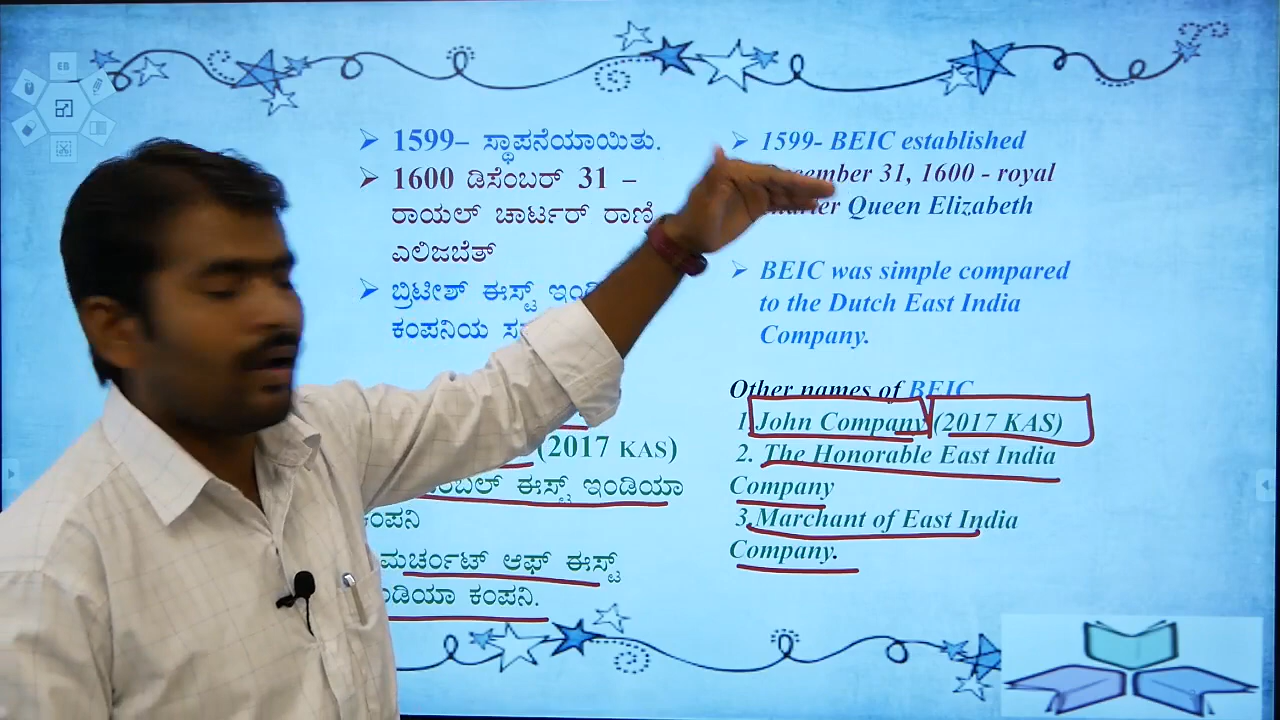 1599– ಸ್ಥಾಪನೆಯಾಯಿತು.
1600 ಡಿಸೆಂಬರ್ 31 –
ರಾಯಲ್ ಚಾರ್ಟರ್ ರಾಣಿ
ಎಲಿಜಬೆತ್
ಬ್ರಿಟೀಶ್ ಈಸ್ಟ್
ಕಂಪನಿಯ
(2017 KAS)
ಈಸ್ಟ್ ಇಂಡಿಯಾ
ಕಂಪನಿ
ಮರ್ಚಂಟ್ ಆಫ್ ಈಸ್ಟ್
ಕಂಪನಿ.
1599- BEIC established
31, 1600 - royal
Queen Elizabeth
BEIC was simple compared
to the Dutch East India
Company.
Other names of BEIC
1. John Company (2017 KAS)
2. The Honorable East India
Company
3.Marchant of East India
Company.